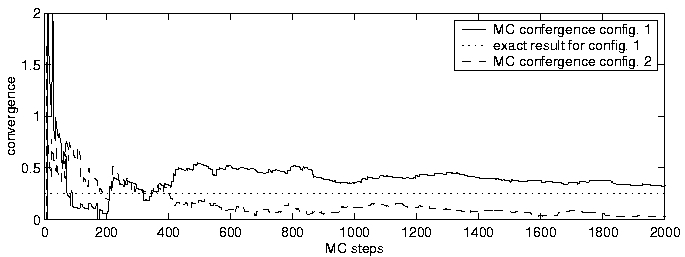 2
MC confergence config. 1
exact result for config. 1
MC confergence config. 2
1.5
1
0.5
0
convergence
0 200 400 600 800 1000 1200 1400 1600 1800 2000
MC steps